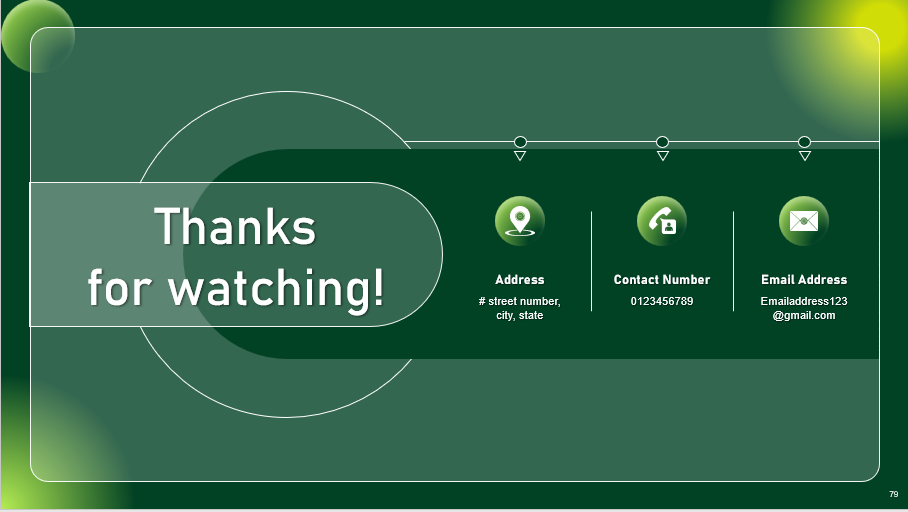 Thanks
for watching!
Address
# street number,
city, state
Contact Number
0123456789
Email Address
Emailaddress123
@gmail.com
79